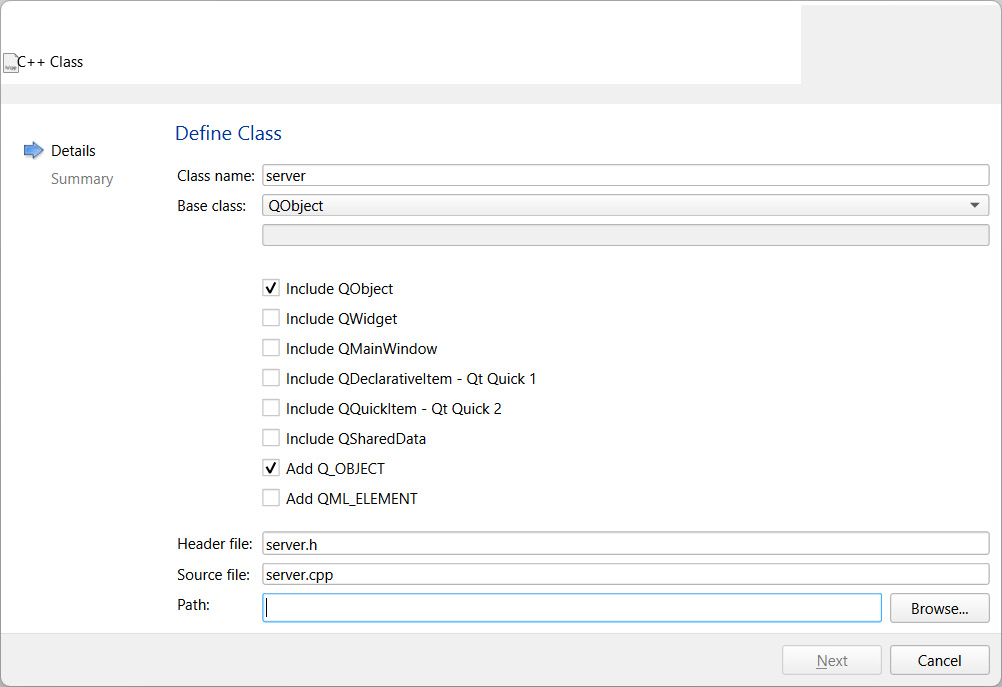 C++ Class
Details
Summary
Define Class
Class name: server
Base class: QObject
Include QObject
Include QWidget
Include QMainWindow
Include QDeclarativeItem - Qt Quick 1
Include QQuickItem - Qt Quick 2
Include QSharedData
Add Q_OBJECT
Add QML_ELEMENT
Header file: server.h
Source file: server.cpp
Path: Browse...
Next Cancel